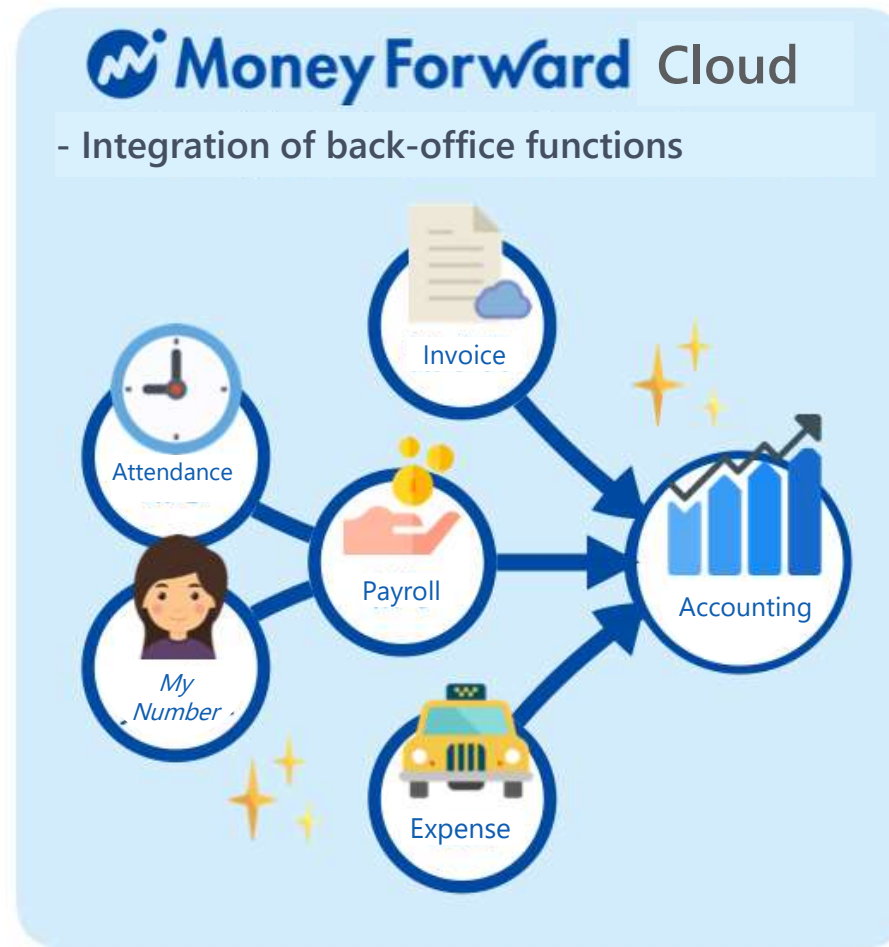 Money Forward Cloud
- Integration of back-office functions
Invoice
Attendance
Payroll
Accounting
My
Number
Expense